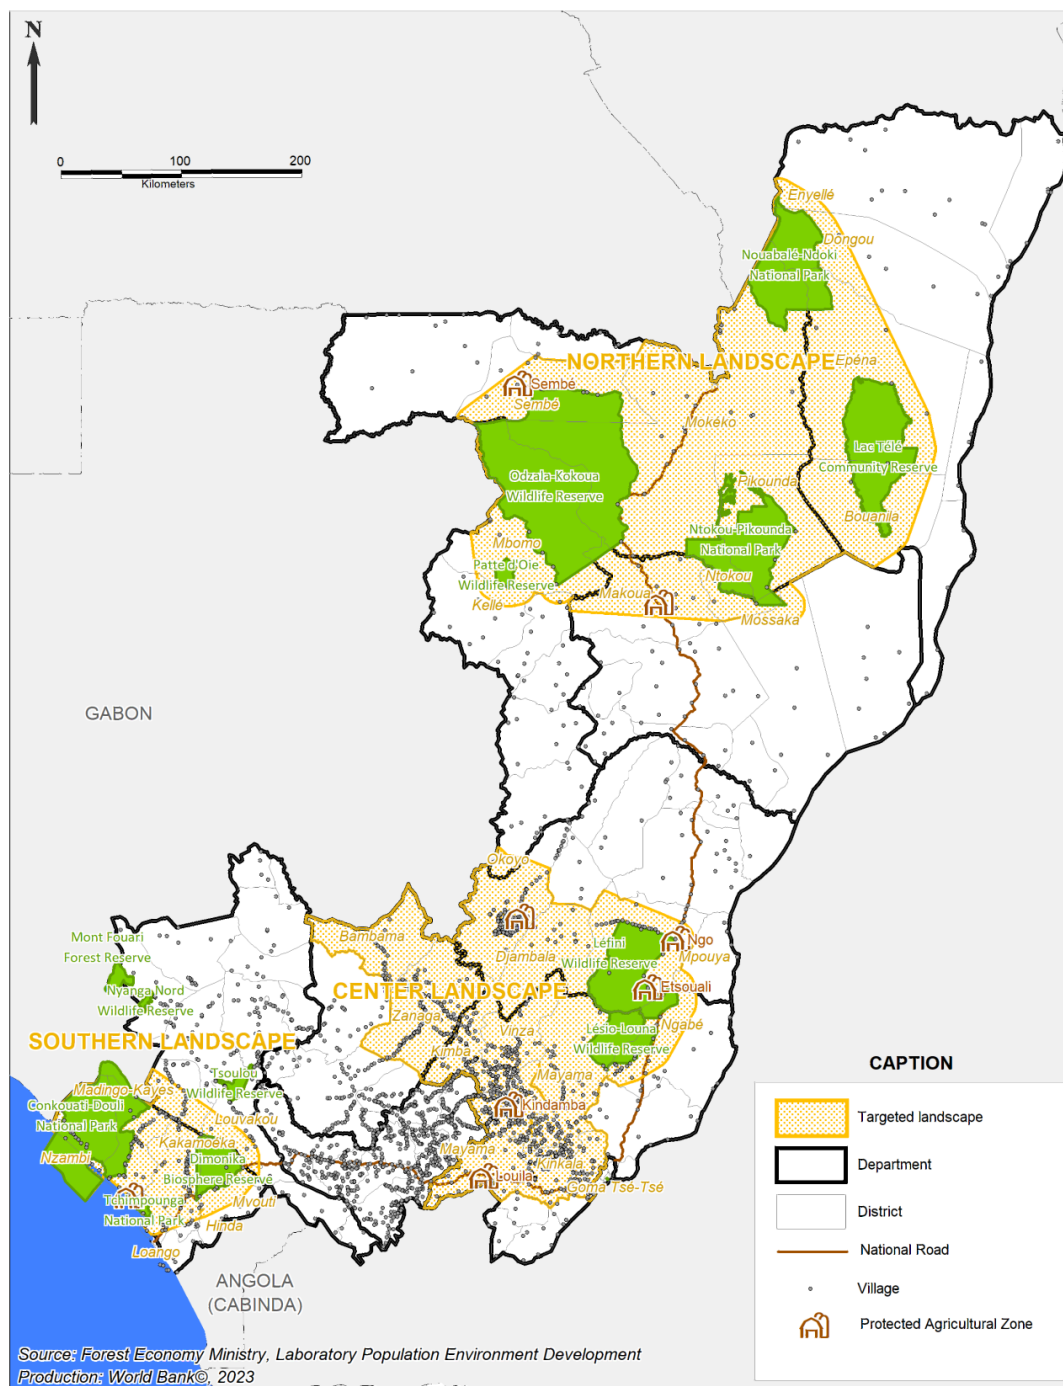 N
0 100 200
Kilometers
Enyellé
Dongou
Nouabalé-Ndoki
National Park
NORTHERN LANDSCAPE
Epéna
Sembé
Sembé
Mokéko
Lac Télé
Community Reserve
Odzala-Kokoua
Wildlife Reserve
Pikounda
Bouanila
Ntokou-Pikounda
National Park
Mbomo
Patte d'Oie
Wildlife Reserve
Ntokou
Kellé
Makoua
Mossaka
GABON
Okoyo
Bambama
Djambala
Léfini
Wildlife Reserve
Ngo
Mpouya
Mont Fouari
Forest Reserve
Nyanga Nord
Wildlife Reserve
CENTER LANDSCAPE
Etsouali
Zanaga
Vinza
Ngabé
Lésio-Louna
Wildlife Reserve
SOUTHERN LANDSCAPE
Kimba
Mayama
Tsoulou
Wildlife Reserve
Madingo-Kayes
Conkouati-Douli
National Park
Louvakou
Kindamba
Kakamoeka
Nzambi
Dimonika
Biosphere Reserve
Mayama
Kinkala
Louila
Goma Tsé-Tsé
Tchimpounga
National Park
Mvouti
Hinda
Loango
ANGOLA
(CABINDA)
CAPTION
Targeted landscape
Department
District
National Road
Village
Protected Agricultural Zone
Source: Forest Economy Ministry, Laboratory Population Environment Development
Production: World Bank©, 2023